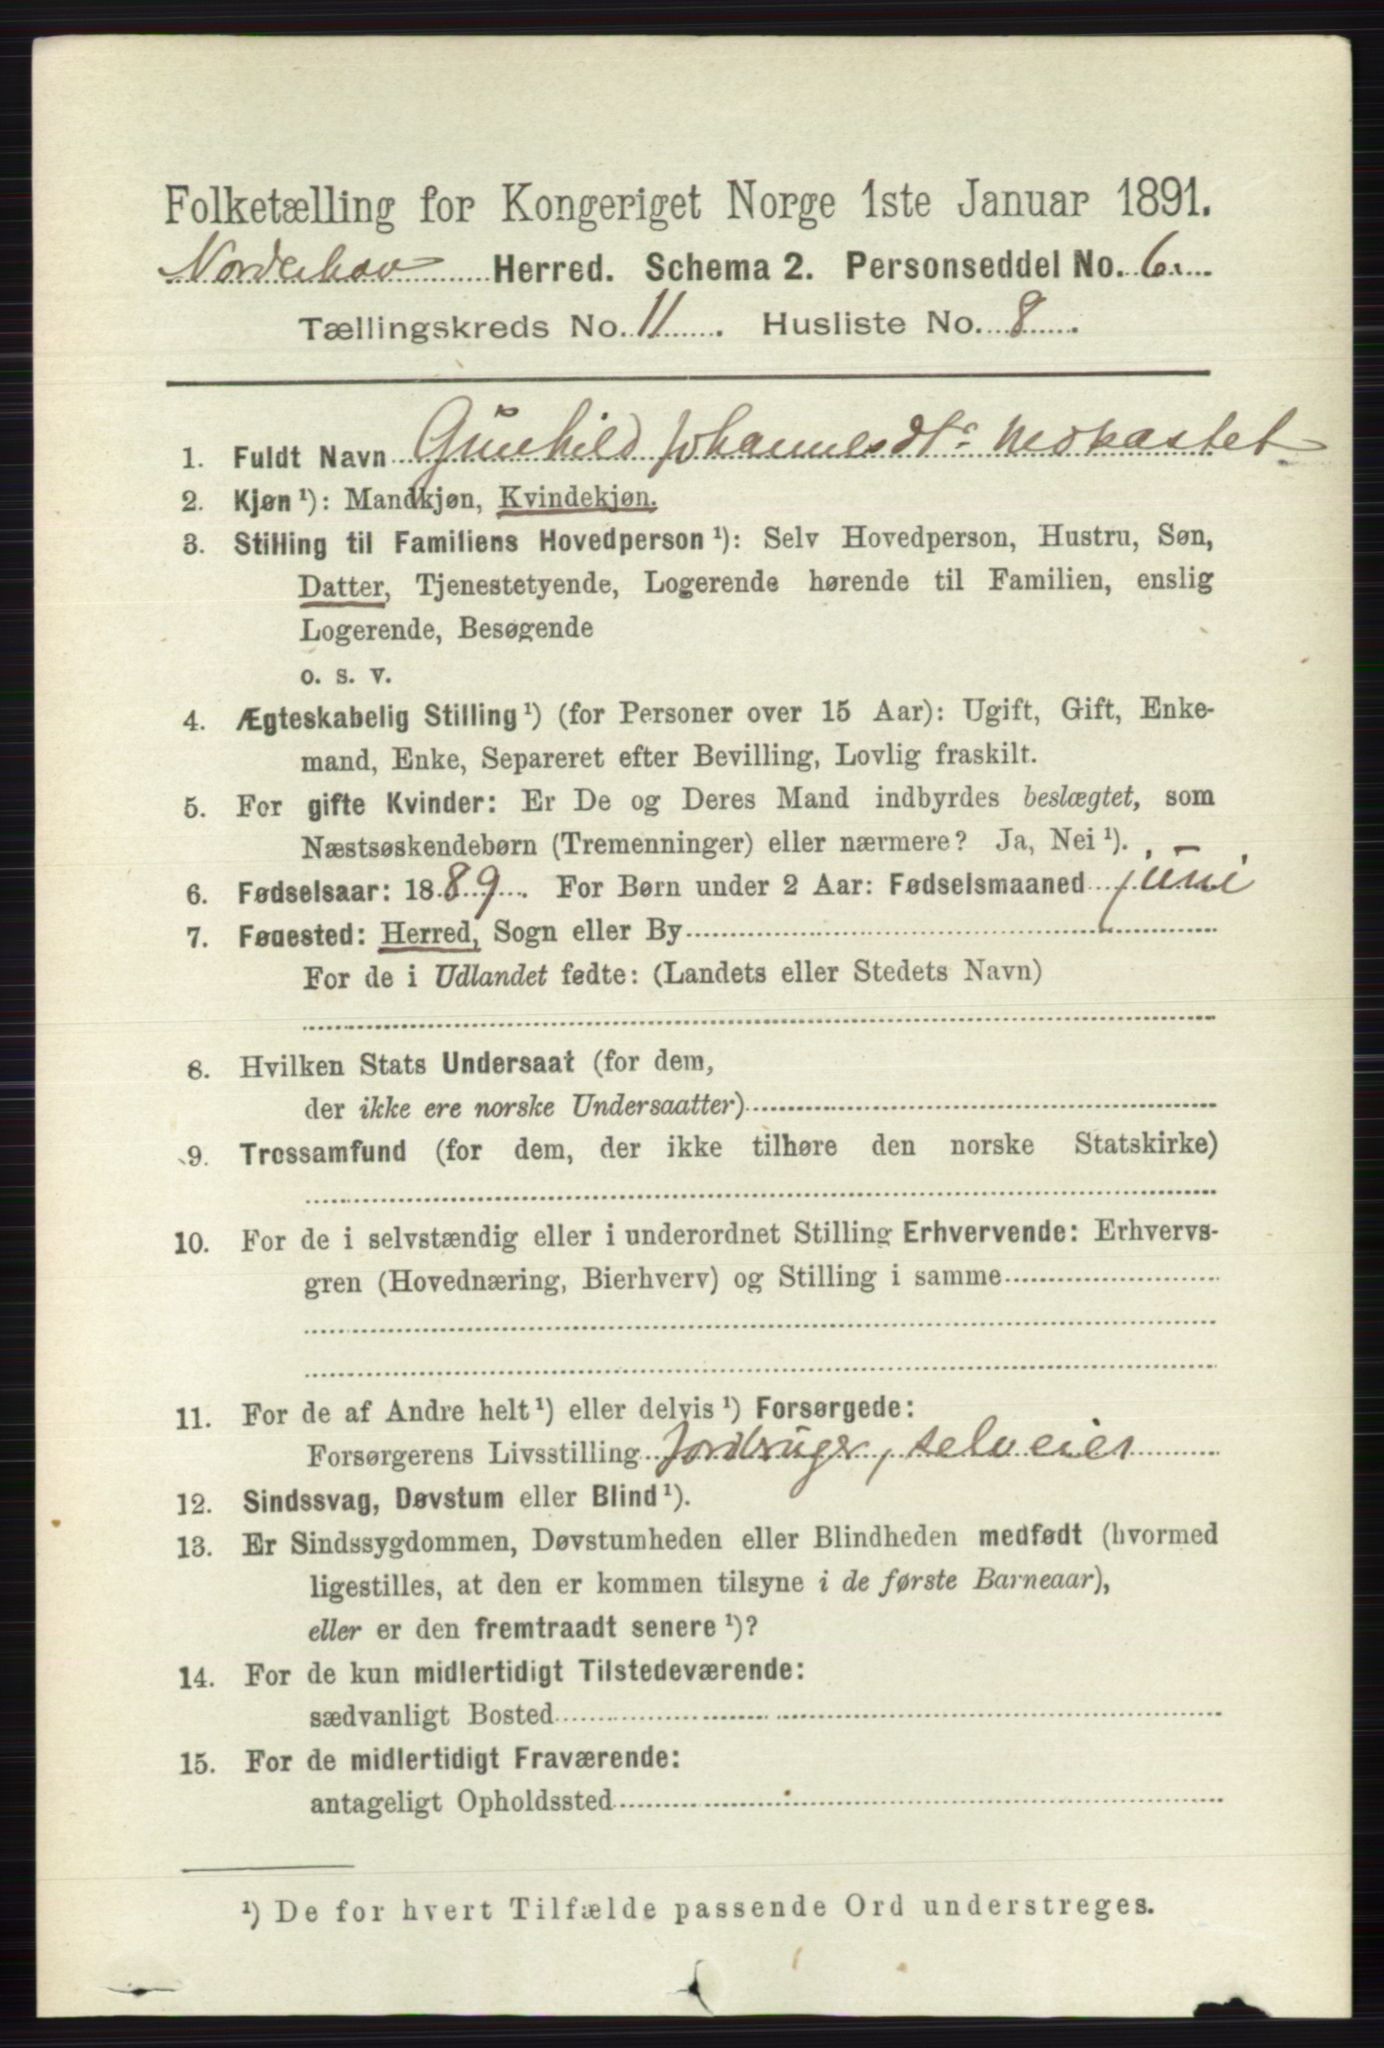 Folketælling for Kongeriget Norge 1ste Januar 1891.
Norderhov Herred. Schema 2. Personseddel No. 6.
Tællingskreds No. 11. Husliste No. 8.
1. Fuldt Navn Gunhild Johannesdtr Medkastet
2. Kjøn ¹): Mandkjøn, Kvindekjøn.
3. Stilling til Familiens Hovedperson ¹): Selv Hovedperson, Hustru, Søn,
Datter, Tjenestetyende, Logerende hørende til Familien, enslig
Logerende, Besøgende
o. s. v.
4. Ægteskabelig Stilling ¹) (for Personer over 15 Aar): Ugift, Gift, Enke-
mand, Enke, Separeret efter Bevilling, Lovlig fraskilt.
5. For gifte Kvinder: Er De og Deres Mand indbyrdes beslægtet, som
Næstsøskendebørn (Tremenninger) eller nærmere? Ja, Nei ¹).
6. Fødselsaar: 1889. For Børn under 2 Aar: Fødselsmaaned juni
7. Fødested: Herred, Sogn eller By
For de i Udlandet fødte: (Landets eller Stedets Navn)
8. Hvilken Stats Undersaat (for dem,
der ikke ere norske Undersaatter)
9. Trossamfund (for dem, der ikke tilhøre den norske Statskirke)
10. For de i selvstændig eller i underordnet Stilling Erhvervende: Erhvervs-
gren (Hovednæring, Bierhverv) og Stilling i samme
11. For de af Andre helt ¹) eller delvis ¹) Forsørgede:
Forsørgerens Livsstilling Jordbruger, selveier
12. Sindssvag, Døvstum eller Blind ¹).
13. Er Sindssygdommen, Døvstumheden eller Blindheden medfødt (hvormed
ligestilles, at den er kommen tilsyne i de første Barneaar),
eller er den fremtraadt senere ¹)?
14. For de kun midlertidigt Tilstedeværende:
sædvanligt Bosted
15. For de midlertidigt Fraværende:
antageligt Opholdssted
¹) De for hvert Tilfælde passende Ord understreges.